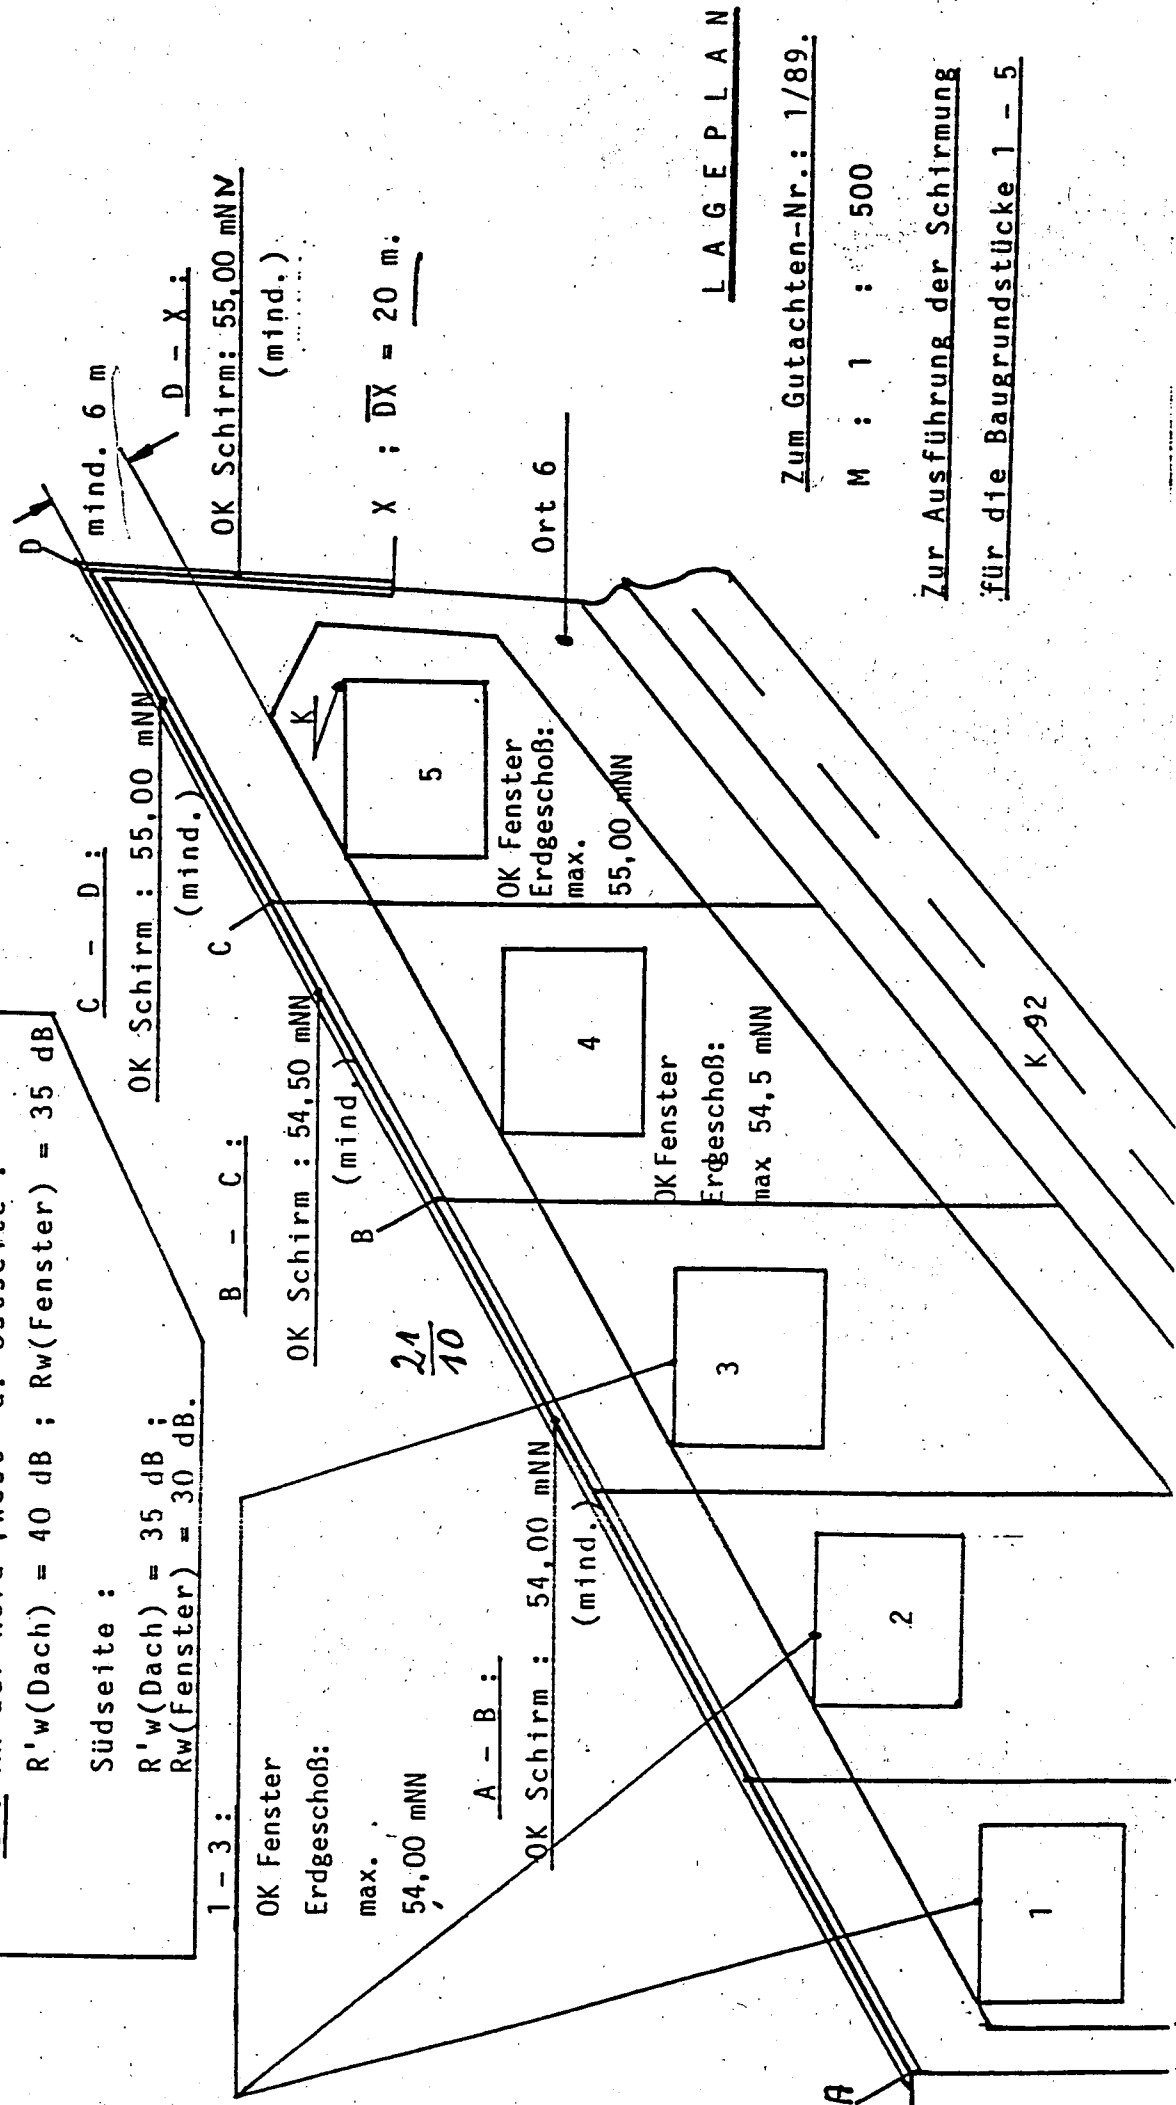 R'w(Dach) = 40 dB ; Rw(Fenster) = 35 dB
Südseite :
R'w(Dach) = 35 dB ;
Rw(Fenster) = 30 dB.
1 - 3 :
OK Fenster
Erdgeschoß:
max.
54,00 mNN
A - B :
OK Schirm : 54,00 mNN
(mind.)
21
10
B - C :
OK Schirm : 54,50 mNN
(mind.)
C - D :
OK Schirm : 55,00 mNN
(mind.)
mind. 6 m
D - X :
OK Schirm: 55,00 mNN
(mind.)
X ; DX = 20 m.
A
B
C
D
K
1
2
3
4
5
OK Fenster
Erdgeschoß:
max 54,5 mNN
OK Fenster
Erdgeschoß:
max.
55,00 mNN
Ort 6
K 92
LAGEPLAN
Zum Gutachten-Nr.: 1/89.
M : 1 : 500
Zur Ausführung der Schirmung
für die Baugrundstücke 1 - 5